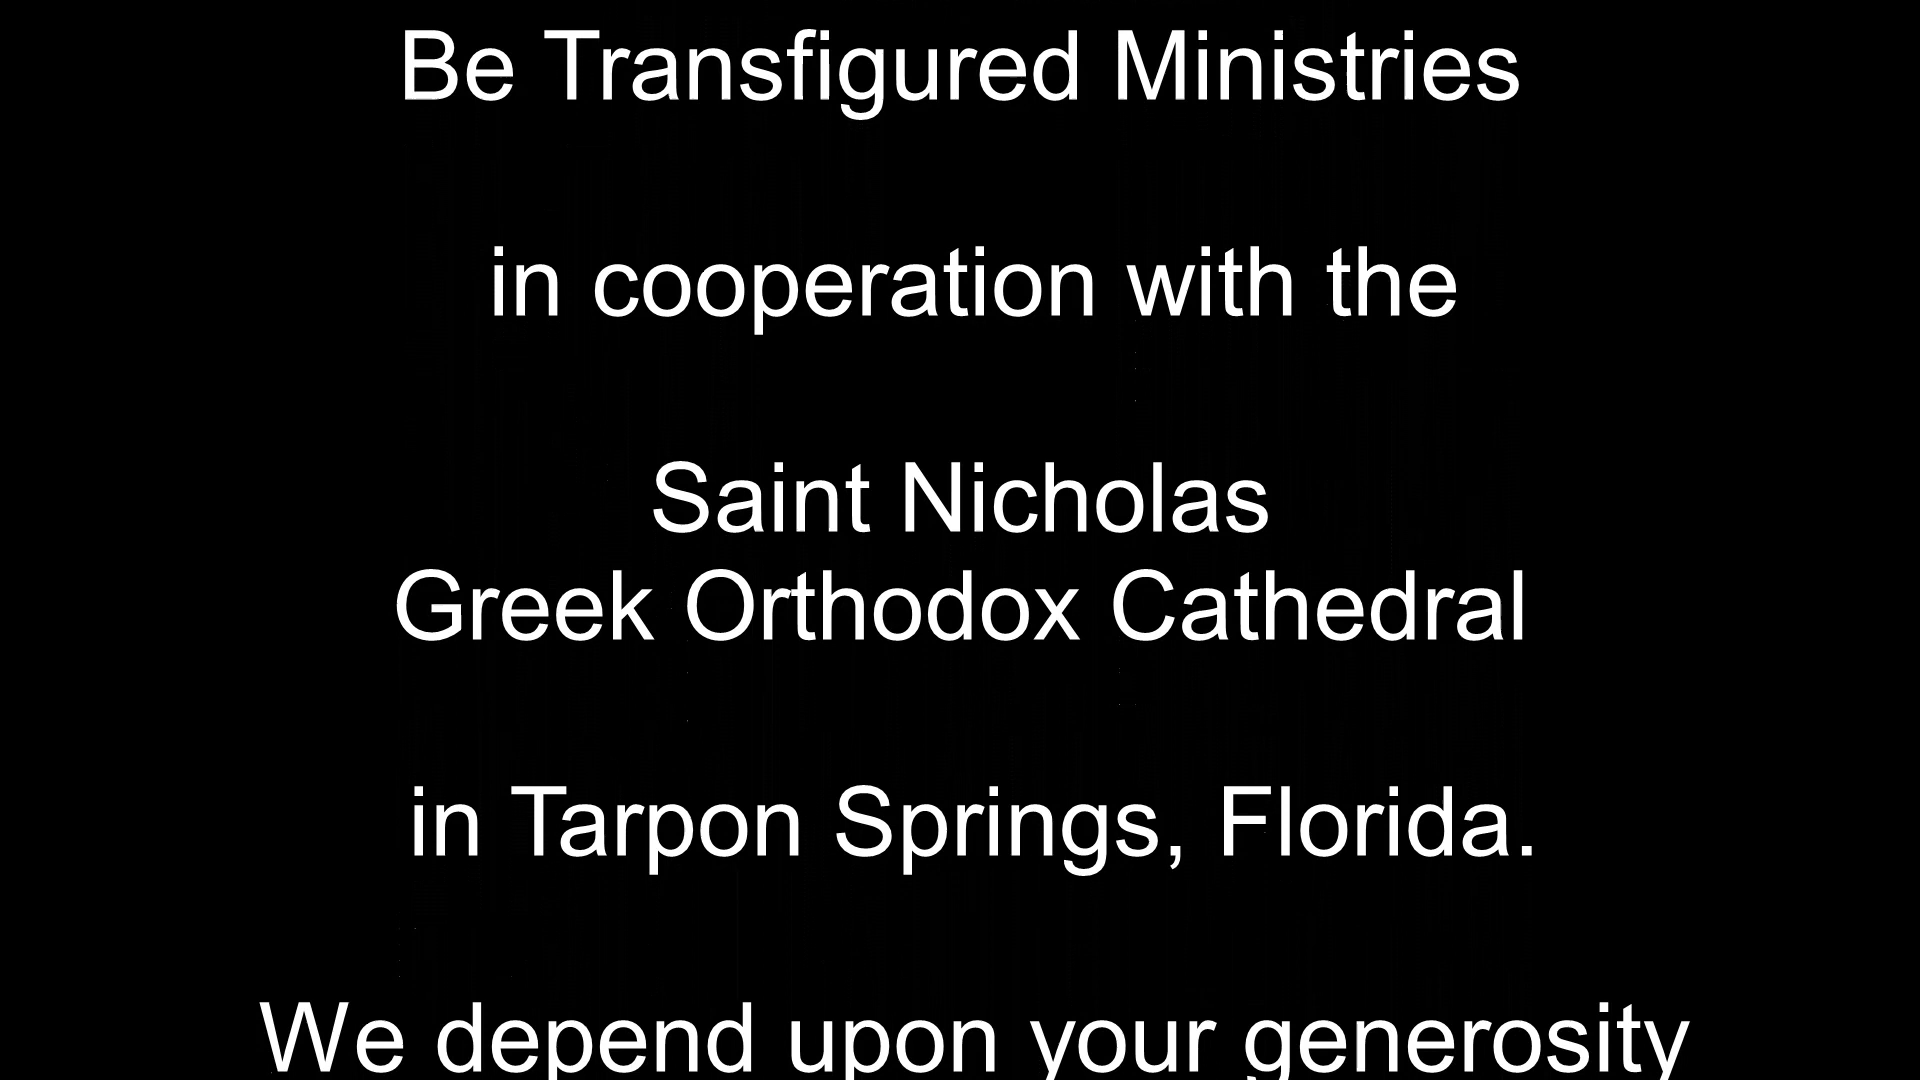 Be Transfigured Ministries
in cooperation with the
Saint Nicholas
Greek Orthodox Cathedral
in Tarpon Springs, Florida.
We depend upon your generosity